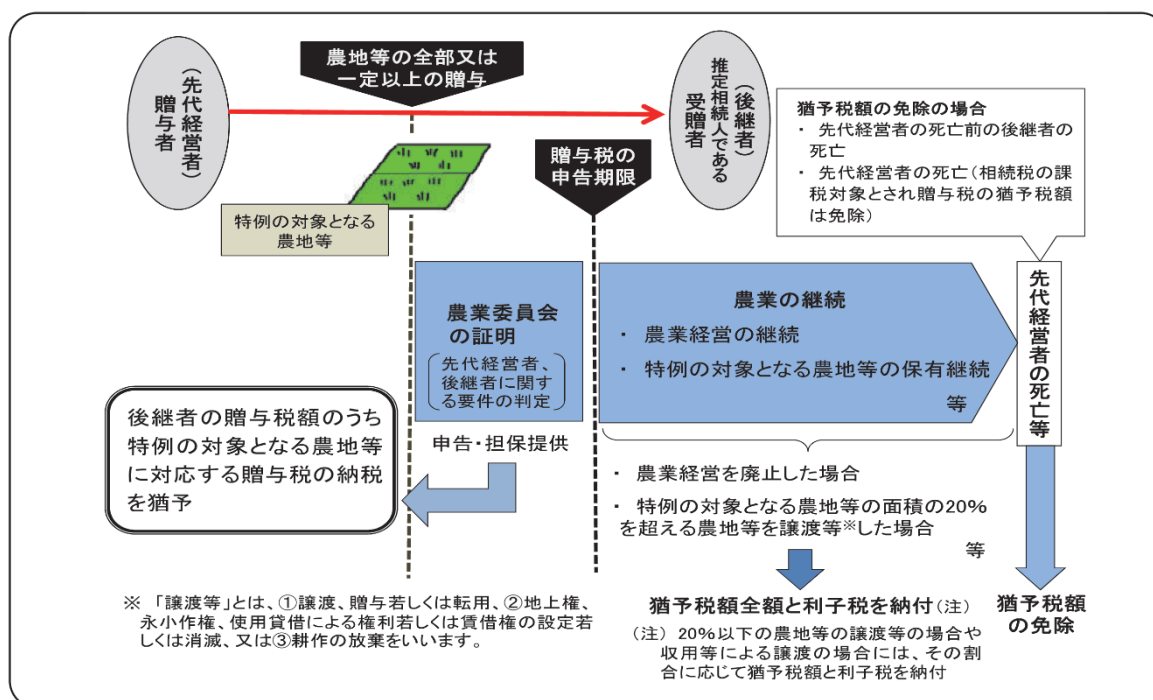 農地等の全部又は
一定以上の贈与
（先代経営者）
贈与者
（後継者）
推定相続人である
受贈者
猶予税額の免除の場合
・ 先代経営者の死亡前の後継者の
死亡
・ 先代経営者の死亡（相続税の課
税対象とされ贈与税の猶予税額
は免除）
贈与税の
申告期限
特例の対象となる
農地等
農業委員会
の証明
先代経営者、
後継者に関す
る要件の判定
農業の継続
・ 農業経営の継続
・ 特例の対象となる農地等の保有継続
等
先代経営者の死亡等
後継者の贈与税額のうち
特例の対象となる農地等
に対応する贈与税の納税
を猶予
申告・担保提供
・ 農業経営を廃止した場合
・ 特例の対象となる農地等の面積の20%
を超える農地等を譲渡等※した場合
等
猶予税額全額と利子税を納付（注）
（注） 20%以下の農地等の譲渡等の場合や
収用等による譲渡の場合には、その割
合に応じて猶予税額と利子税を納付
猶予税額
の免除
※ 「譲渡等」とは、①譲渡、贈与若しくは転用、②地上権、
永小作権、使用貸借による権利若しくは賃借権の設定若
しくは消滅、又は③耕作の放棄をいいます。